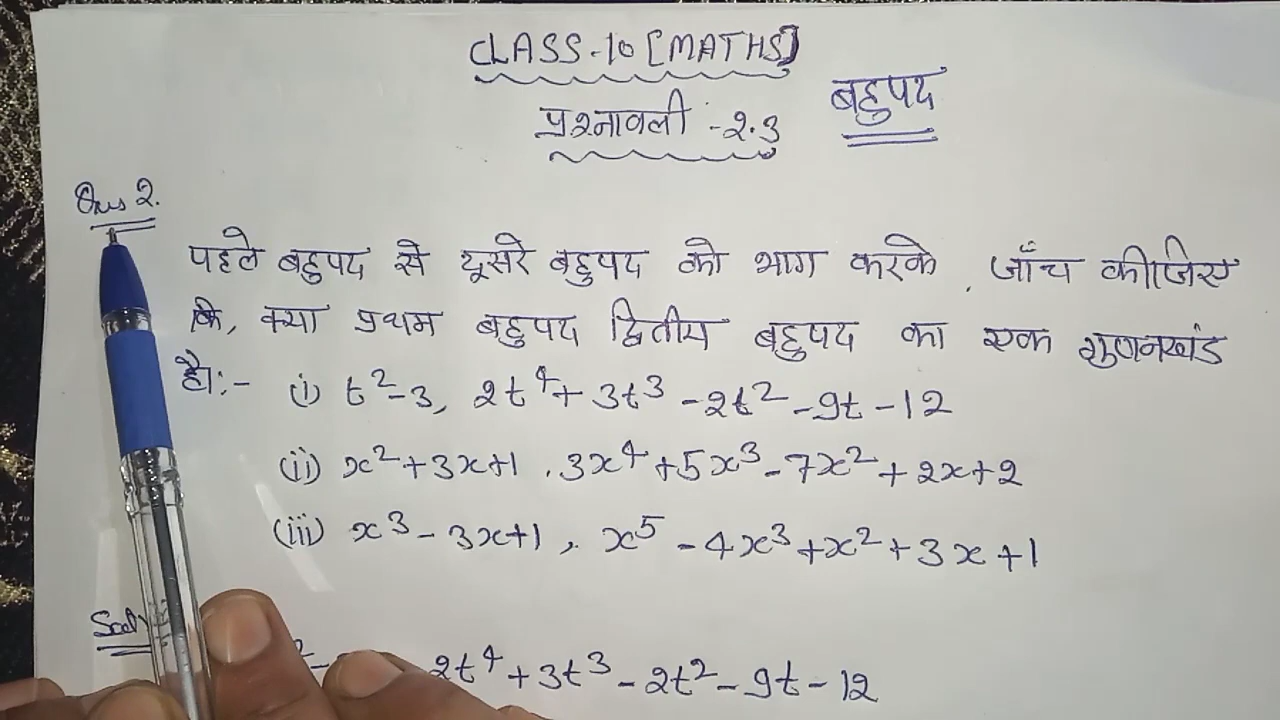 CLASS-10 [MATHS]
प्रश्नावली :-2.3
बहुपद
Qus 2.
पहले बहुपद से दूसरे बहुपद को भाग करके, जाँच कीजिए
कि, क्या प्रथम बहुपद द्वितीय बहुपद का एक गुणनखंड
है।:- (i) t²-3, 2t⁴+3t³-2t²-9t-12
(ii) x²+3x+1, 3x⁴+5x³-7x²+2x+2
(iii) x³-3x+1, x⁵-4x³+x²+3x+1
2t⁴+3t³-2t²-9t-12